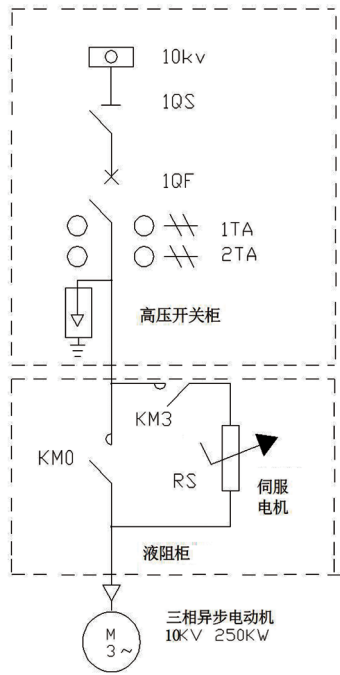 10kv
1QS
1QF
1TA
2TA
高压开关柜
KM3
KM0
RS
伺服
电机
液阻柜
三相异步电动机
10KV 250KW
M
3~